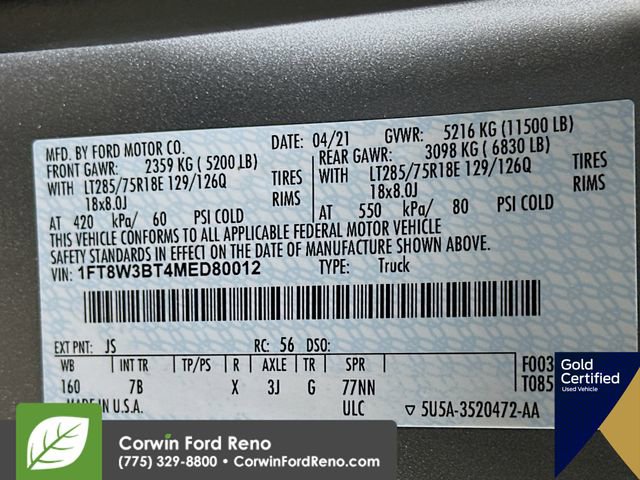 MFD. BY FORD MOTOR CO.
DATE: 04/21 GVWR: 5216 KG (11500 LB)
FRONT GAWR: 2359 KG ( 5200 LB) REAR GAWR: 3098 KG ( 6830 LB)
WITH LT285/75R18E 129/126Q TIRES WITH LT285/75R18E 129/126Q TIRES
18x8.0J RIMS 18x8.0J RIMS
AT 420 kPa/ 60 PSI COLD AT 550 kPa/ 80 PSI COLD
THIS VEHICLE CONFORMS TO ALL APPLICABLE FEDERAL MOTOR VEHICLE
SAFETY STANDARDS IN EFFECT ON THE DATE OF MANUFACTURE SHOWN ABOVE.
VIN: 1FT8W3BT4MED80012 TYPE: Truck
EXT PNT: JS RC: 56 DSO:
WB INT TR TP/PS R AXLE TR SPR F003
160 7B X 3J G 77NN T085
MADE IN U.S.A. ULC 5U5A-3520472-AA
Gold
Certified
Used Vehicle
Corwin Ford Reno
(775) 329-8800 • CorwinFordReno.com